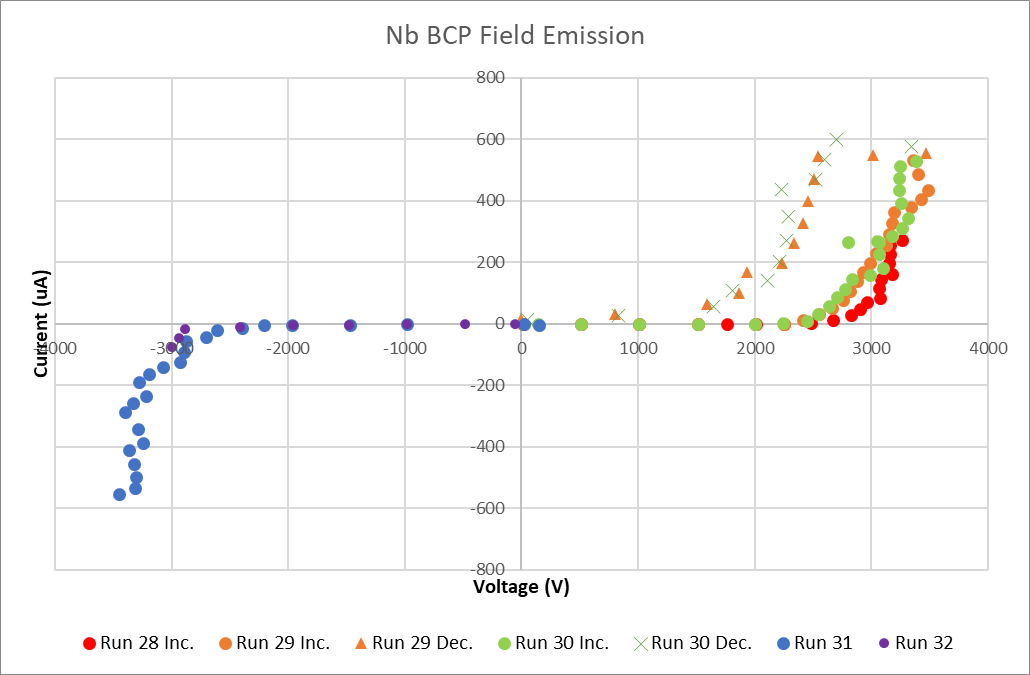 Nb BCP Field Emission
800
600
400
200
0
-4000 -3000 -2000 -1000 0 1000 2000 3000 4000
-200
-400
-600
-800
Current (uA)
Voltage (V)
Run 28 Inc. Run 29 Inc. Run 29 Dec. Run 30 Inc. Run 30 Dec. Run 31 Run 32